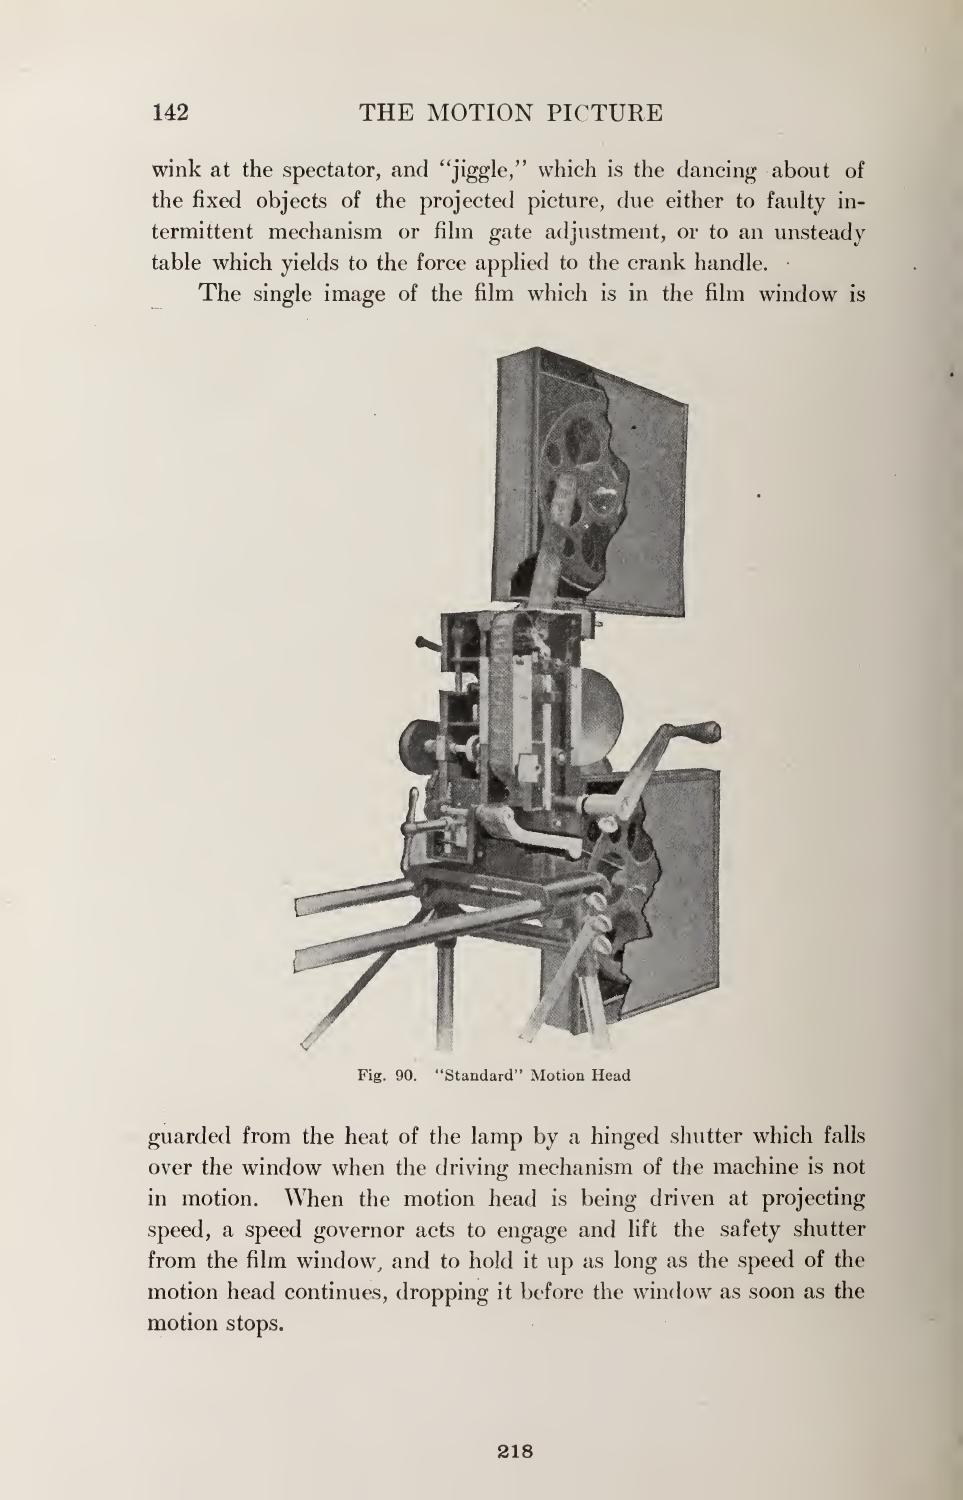 142 THE MOTION PICTURE
wink at the spectator, and “jiggle,” which is the dancing about of
the fixed objects of the projected picture, due either to faulty in-
termittent mechanism or film gate adjustment, or to an unsteady
table which yields to the force applied to the crank handle.
The single image of the film which is in the film window is
Fig. 90. “Standard” Motion Head
guarded from the heat of the lamp by a hinged shutter which falls
over the window when the driving mechanism of the machine is not
in motion. When the motion head is being driven at projecting
speed, a speed governor acts to engage and lift the safety shutter
from the film window, and to hold it up as long as the speed of the
motion head continues, dropping it before the window as soon as the
motion stops.
218